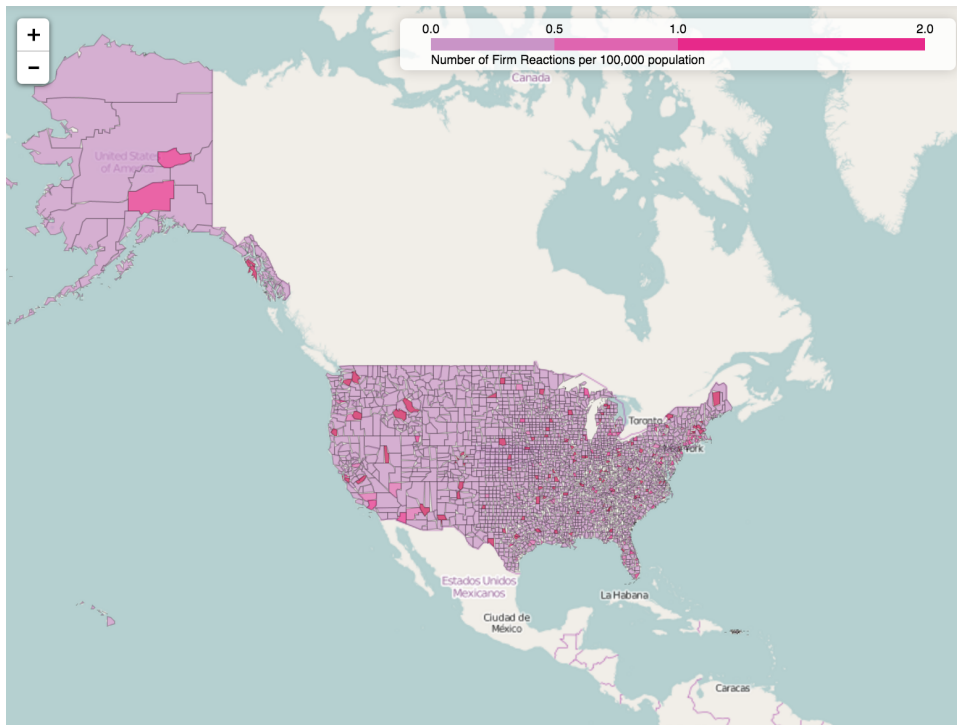 +
−
0.0 0.5 1.0 2.0
Number of Firm Reactions per 100,000 population
Canada
United States
of America
Toronto
New York
Estados Unidos
Mexicanos
La Habana
Ciudad de
México
Caracas